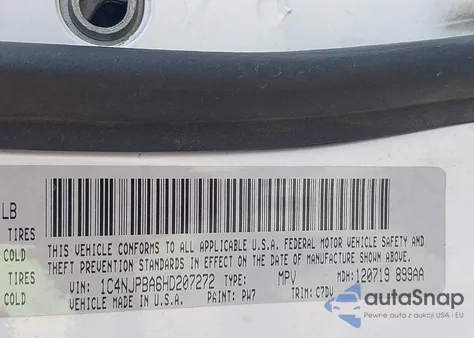 LB
TIRES THIS VEHICLE CONFORMS TO ALL APPLICABLE U.S.A. FEDERAL MOTOR VEHICLE SAFETY AND
COLD THEFT PREVENTION STANDARDS IN EFFECT ON THE DATE OF MANUFACTURE SHOWN ABOVE.
TIRES VIN: 1C4NJPBA6HD207272 TYPE: MPV MDH: 120719 899AA
COLD MADE IN U.S.A. PAINT: PW7 TRIM: C7DV
autoSnap
Pewne auta z aukcji USA i EU